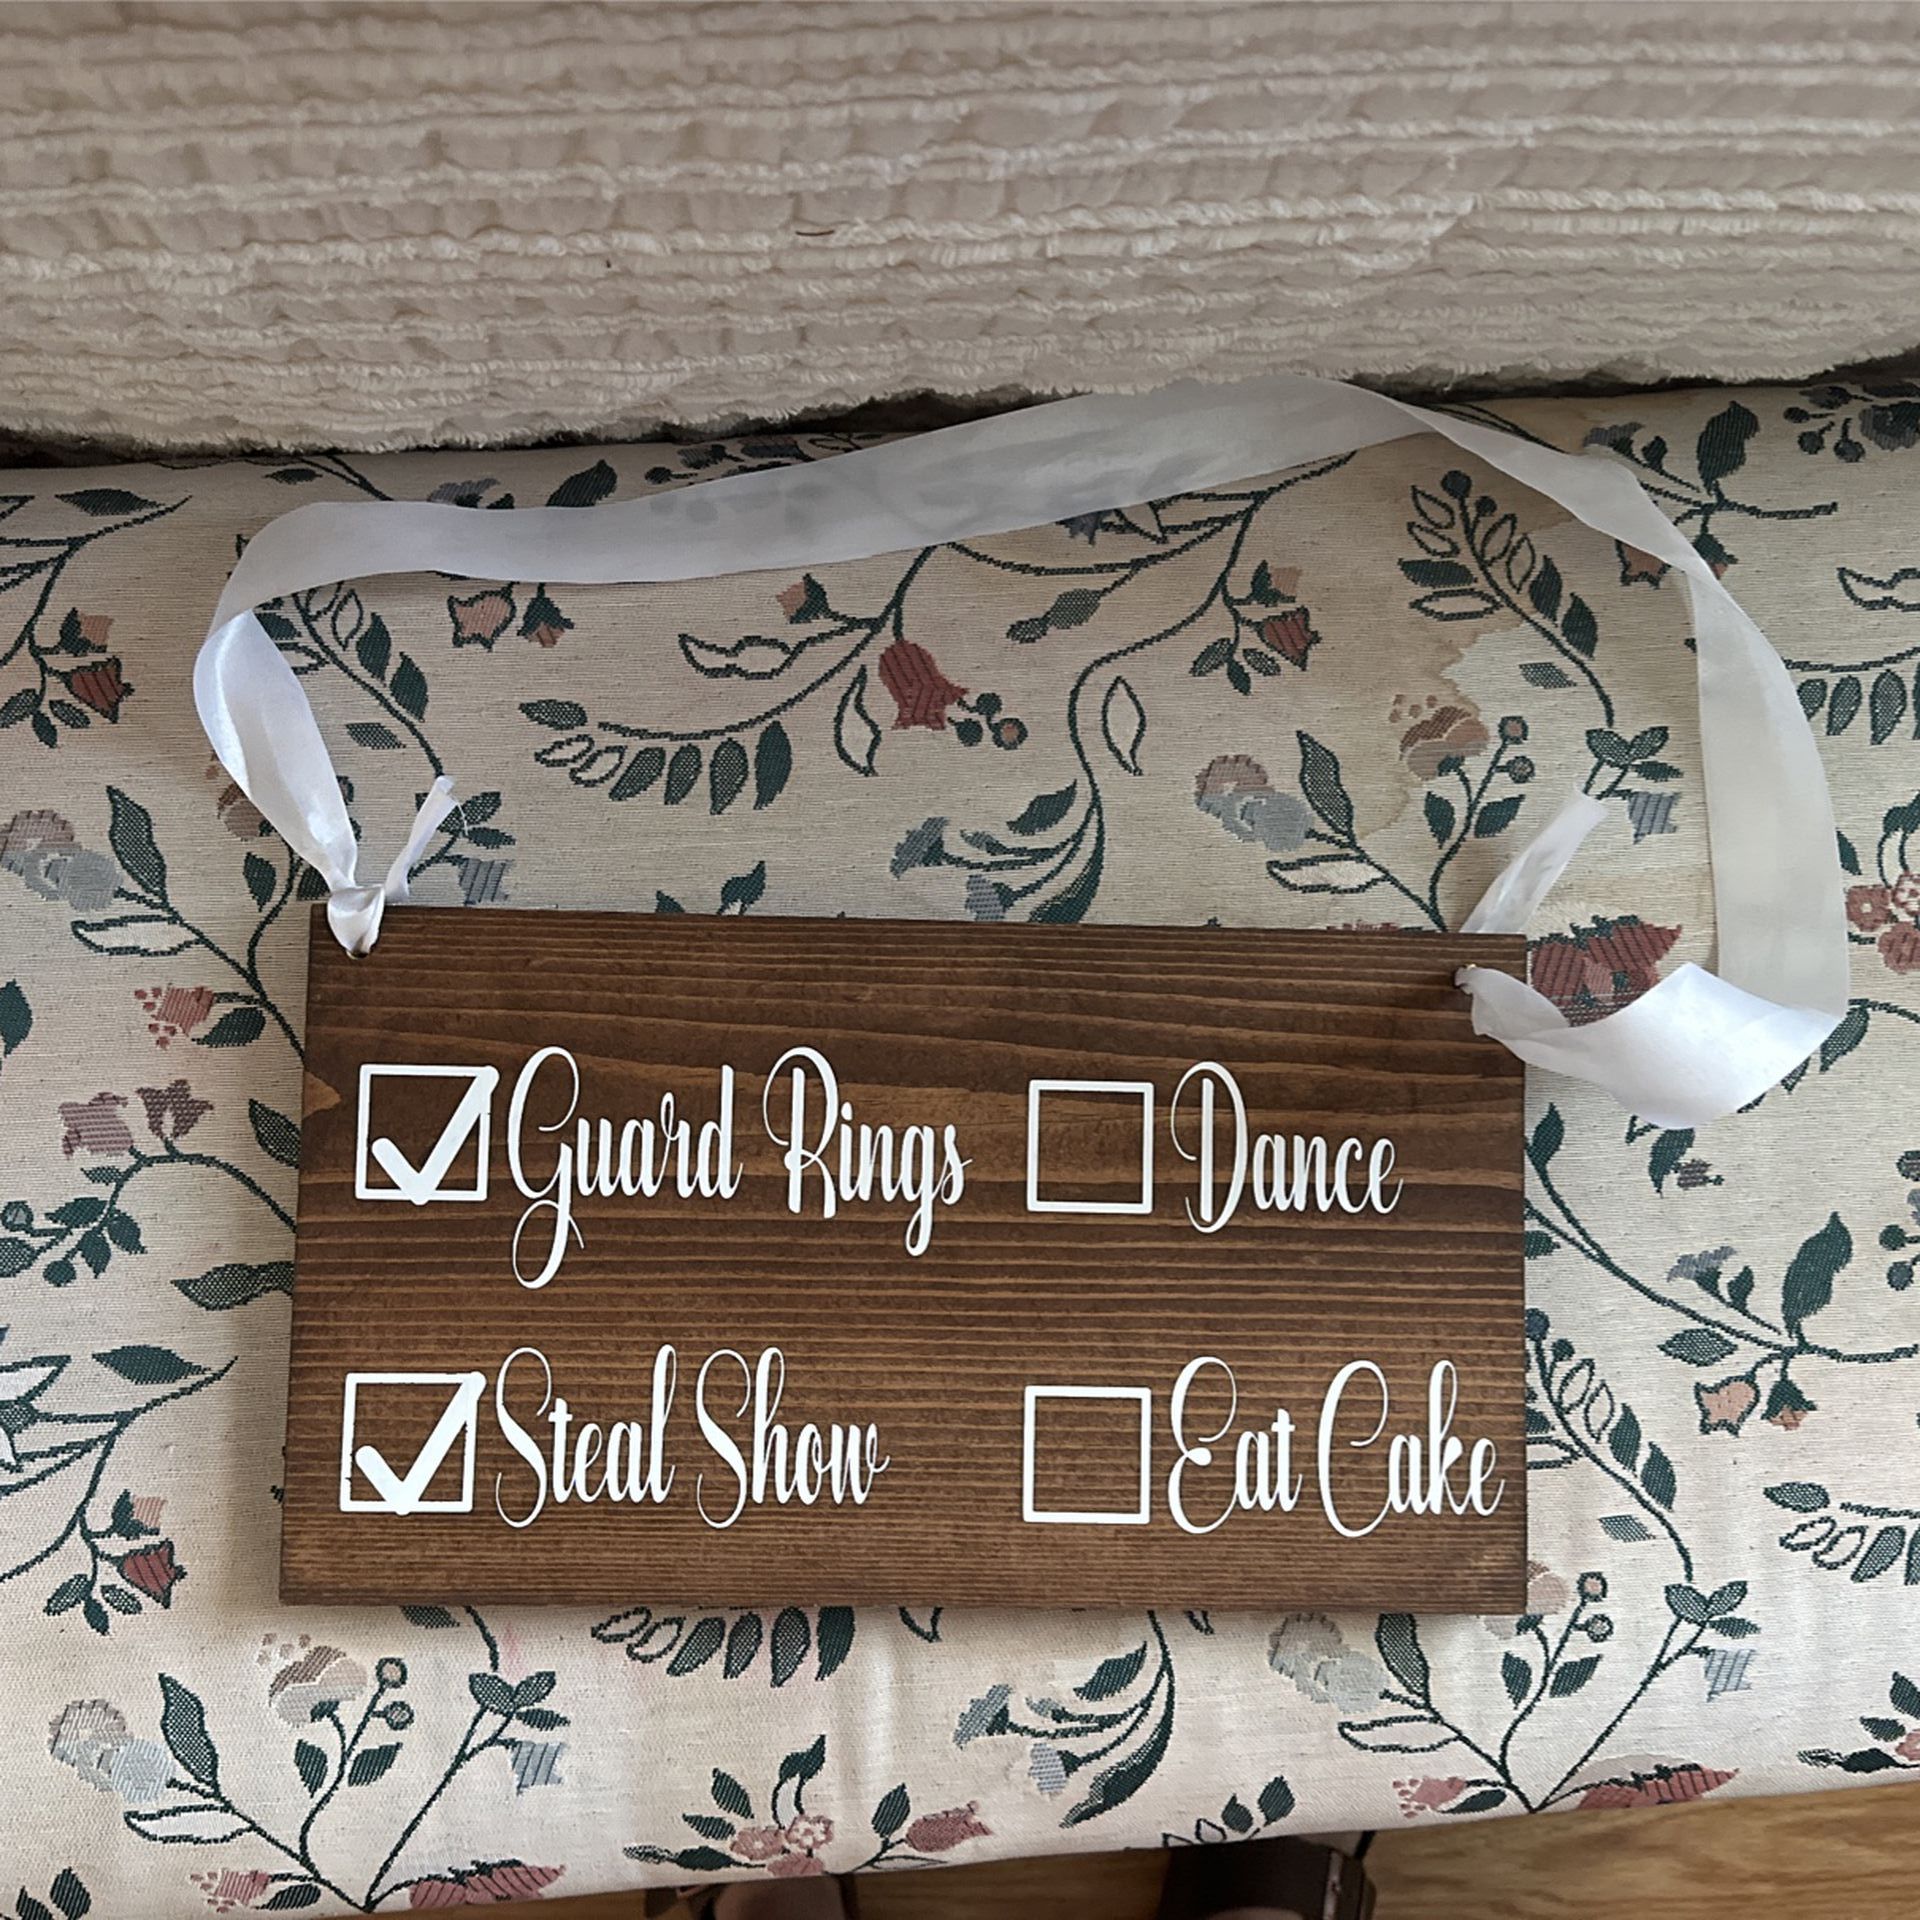 ☑ Guard Rings ☐ Dance
☑ Steal Show ☐ Eat Cake